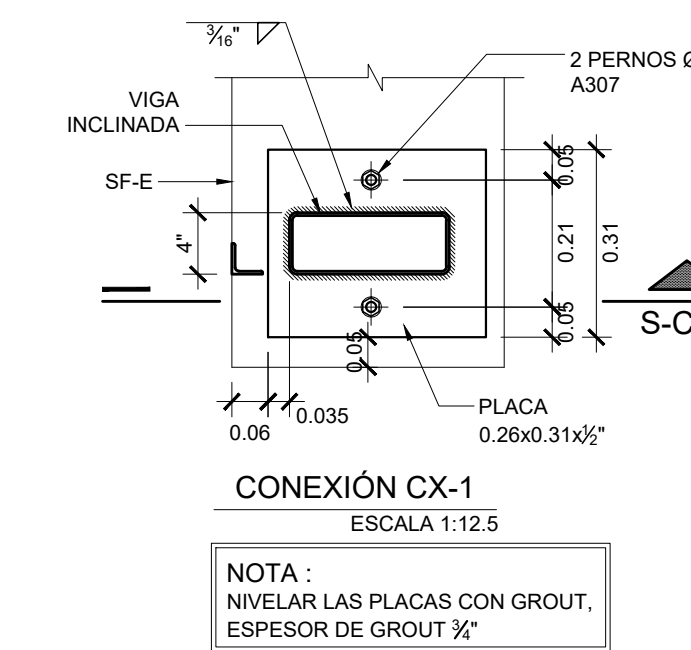 3/16"
2 PERNOS Ø
A307
VIGA
INCLINADA
SF-E
4"
0.05
0.21
0.31
0.05
0.05
0.035
0.06
S-C
PLACA
0.26x0.31x½"
CONEXIÓN CX-1
ESCALA 1:12.5
NOTA :
NIVELAR LAS PLACAS CON GROUT,
ESPESOR DE GROUT ¾"